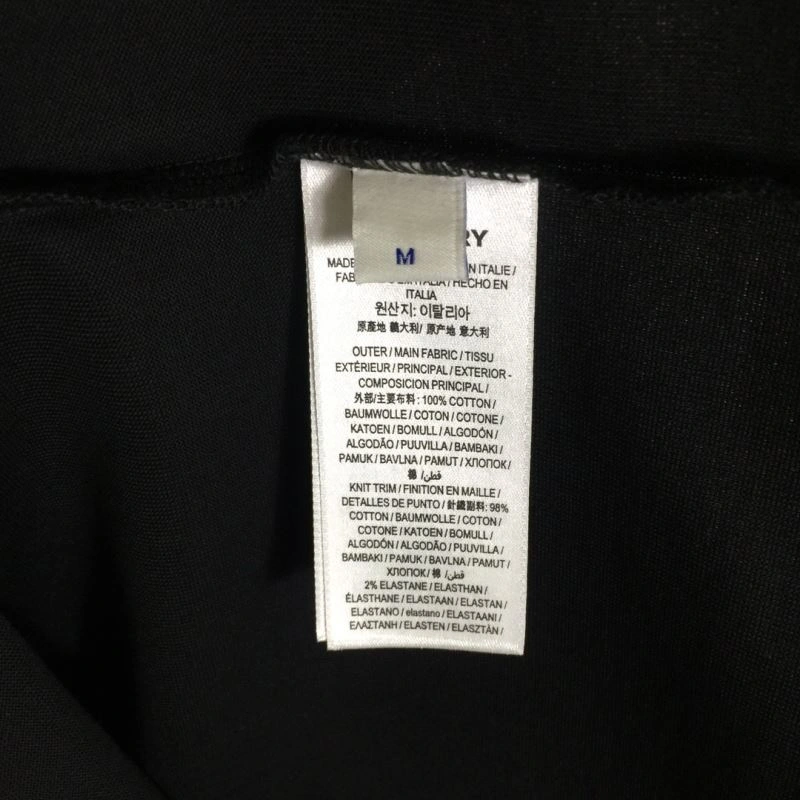 RY
M
MADE N ITALIE /
FAB HECHO EN
ITALIA
원산지: 이탈리아
原產地 義大利/ 原产地 意大利
OUTER / MAIN FABRIC / TISSU
EXTÉRIEUR / PRINCIPAL / EXTERIOR -
COMPOSICION PRINCIPAL /
外部/主要布料: 100% COTTON /
BAUMWOLLE / COTON / COTONE /
KATOEN / BOMULL / ALGODÓN /
ALGODÃO / PUUVILLA / BAMBAKI /
PAMUK / BAVLNA / PAMUT / ХЛОПОК /
棉 / قطن
KNIT TRIM / FINITION EN MAILLE /
DETALLES DE PUNTO / 針織副料: 98%
COTTON / BAUMWOLLE / COTON /
COTONE / KATOEN / BOMULL /
ALGODÓN / ALGODÃO / PUUVILLA /
BAMBAKI / PAMUK / BAVLNA / PAMUT /
ХЛОПОК / 棉 / قطن
2% ELASTANE / ELASTHAN /
ÉLASTHANE / ELASTAAN / ELASTAN /
ELASTANO / elastano / ELASTAANI /
ΕΛΑΣΤΑΝΗ / ELASTEN / ELASZTÁN /